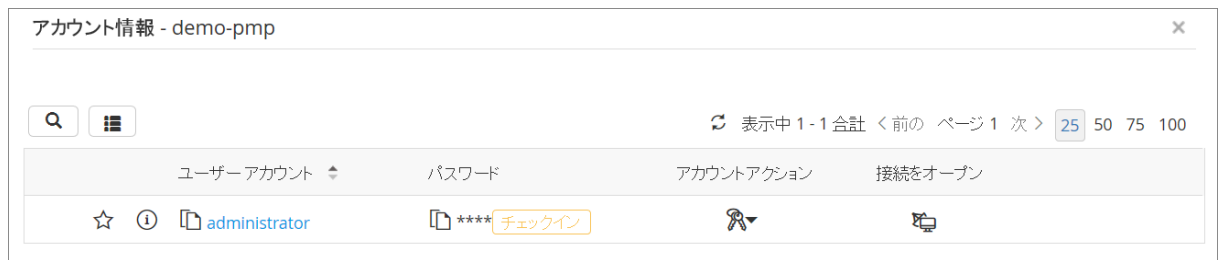 アカウント情報 - demo-pmp ×
表示中 1 - 1 合計 < 前の ページ 1 次 > 25 50 75 100
ユーザー アカウント パスワード アカウントアクション 接続をオープン
administrator **** チェックイン